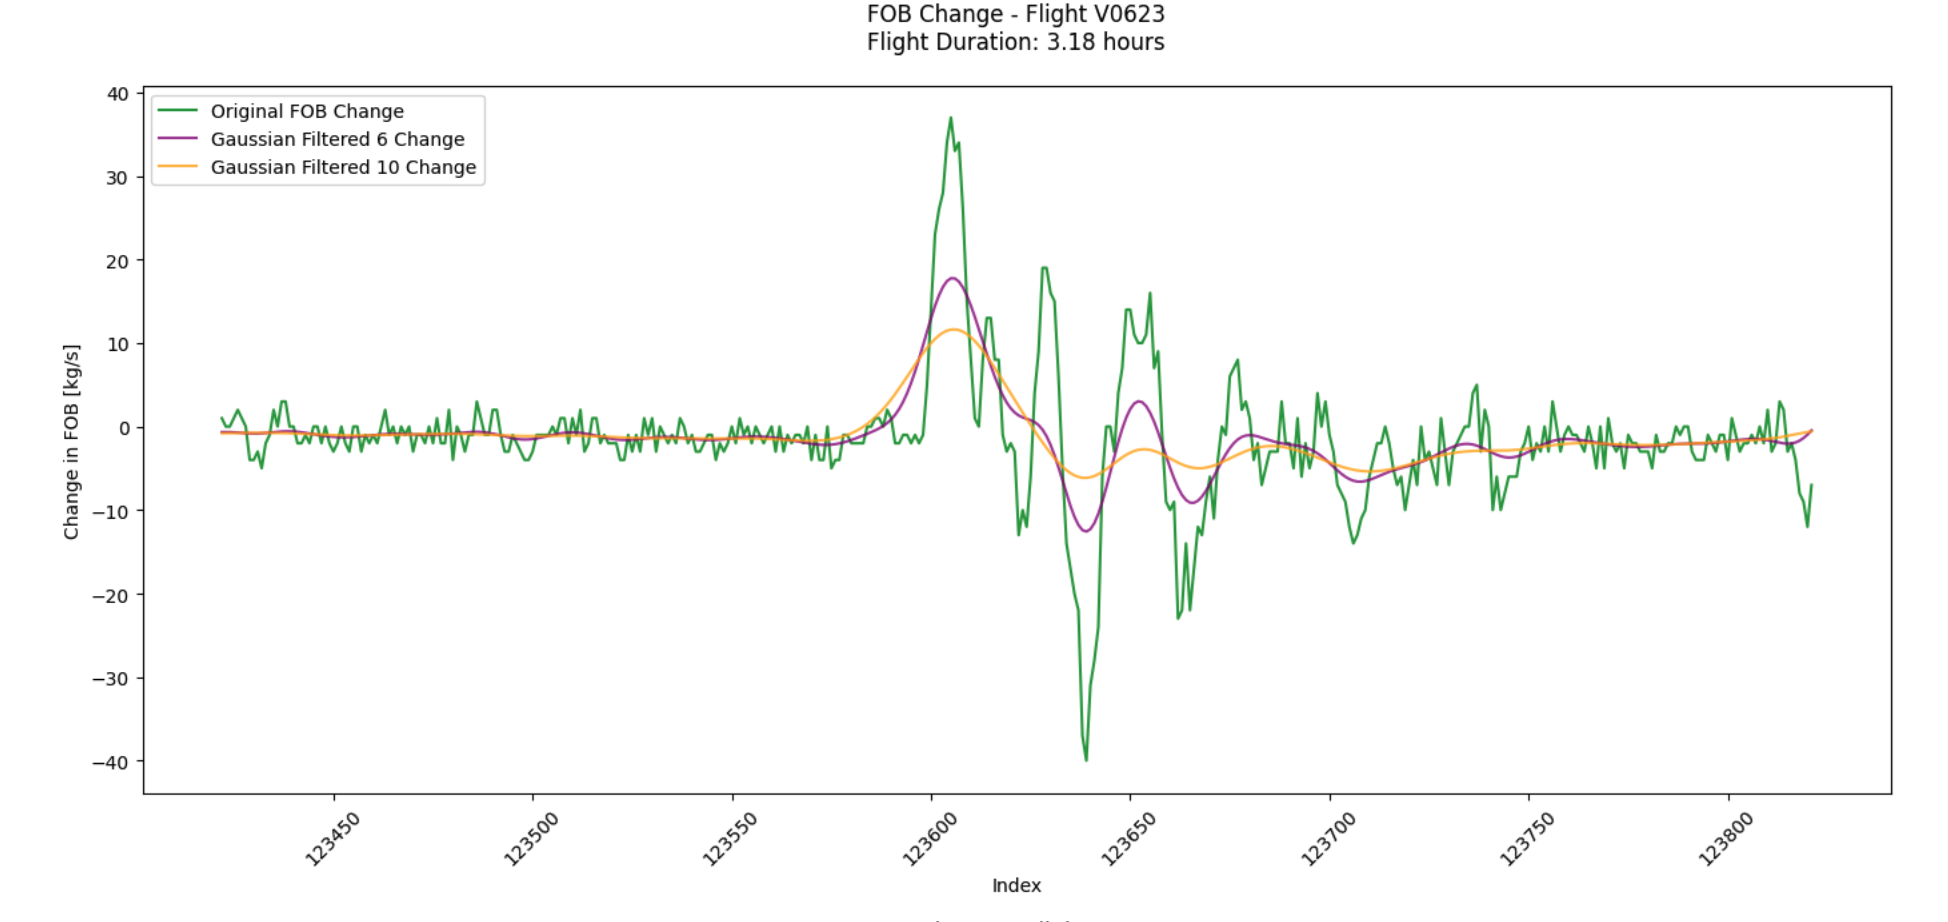 FOB Change - Flight V0623
Flight Duration: 3.18 hours
40
30
20
10
0
−10
−20
−30
−40
Change in FOB [kg/s]
Original FOB Change
Gaussian Filtered 6 Change
Gaussian Filtered 10 Change
123450
123500
123550
123600
123650
123700
123750
123800
Index